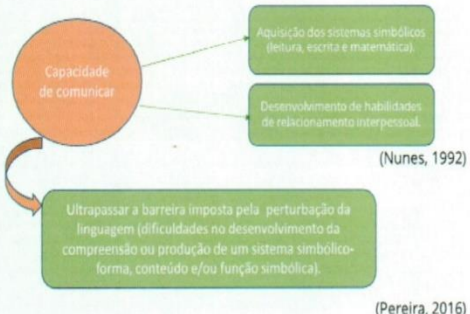 Aquisição dos sistemas simbólicos
(leitura, escrita e matemática).
Capacidade
de comunicar
Desenvolvimento de habilidades
de relacionamento interpessoal.
(Nunes, 1992)
Ultrapassar a barreira imposta pela perturbação da
linguagem (dificuldades no desenvolvimento da
compreensão ou produção de um sistema simbólico-
forma, conteúdo e/ou função simbólica).
(Pereira, 2016)